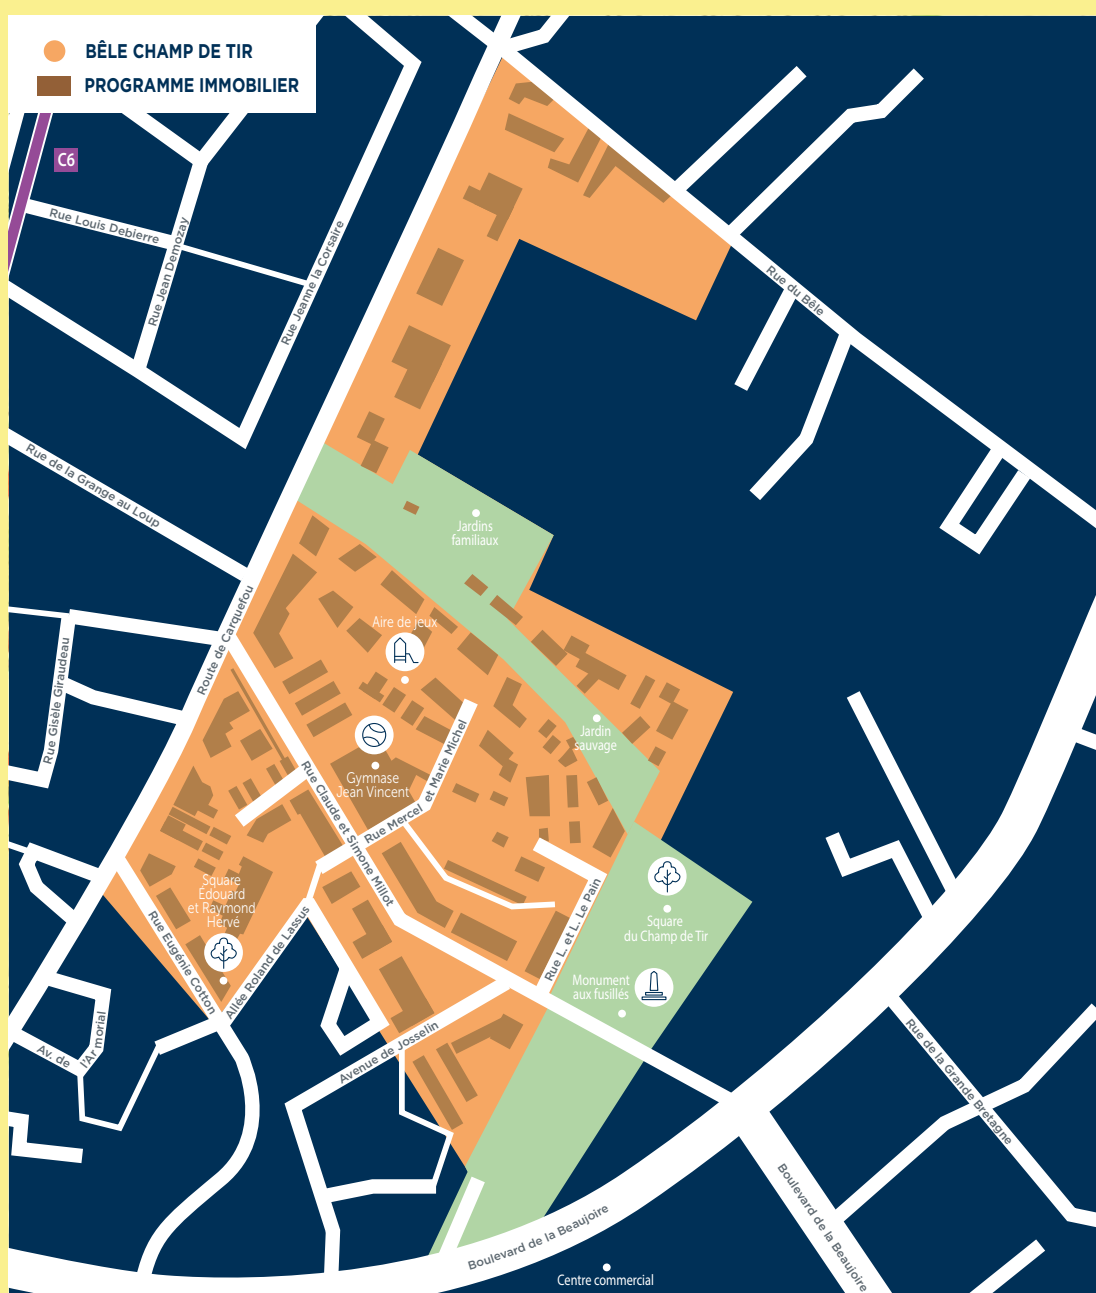 BÊLE CHAMP DE TIR
PROGRAMME IMMOBILIER
C6
Rue Louis Debierre
Rue Jean Demozay
Rue Jeanne la Corsaire
Rue du Bêle
Rue de la Grange au Loup
Jardins
familiaux
Route de Carquefou
Aire de jeux
Rue Gisèle Giraudeau
Jardin
sauvage
Gymnase
Jean Vincent
Rue Mercel et Marie Michel
Rue Claude et Simone Millot
Square
Édouard
et Raymond
Hervé
Rue Eugénie Cotton
Allée Roland de Lassus
Rue L. et L. Le Pain
Square
du Champ de Tir
Monument
aux fusillés
Av. de
l'Ar morial
Avenue de Josselin
Rue de la Grande Bretagne
Boulevard de la Beaujoire
Boulevard de la Beaujoire
Centre commercial